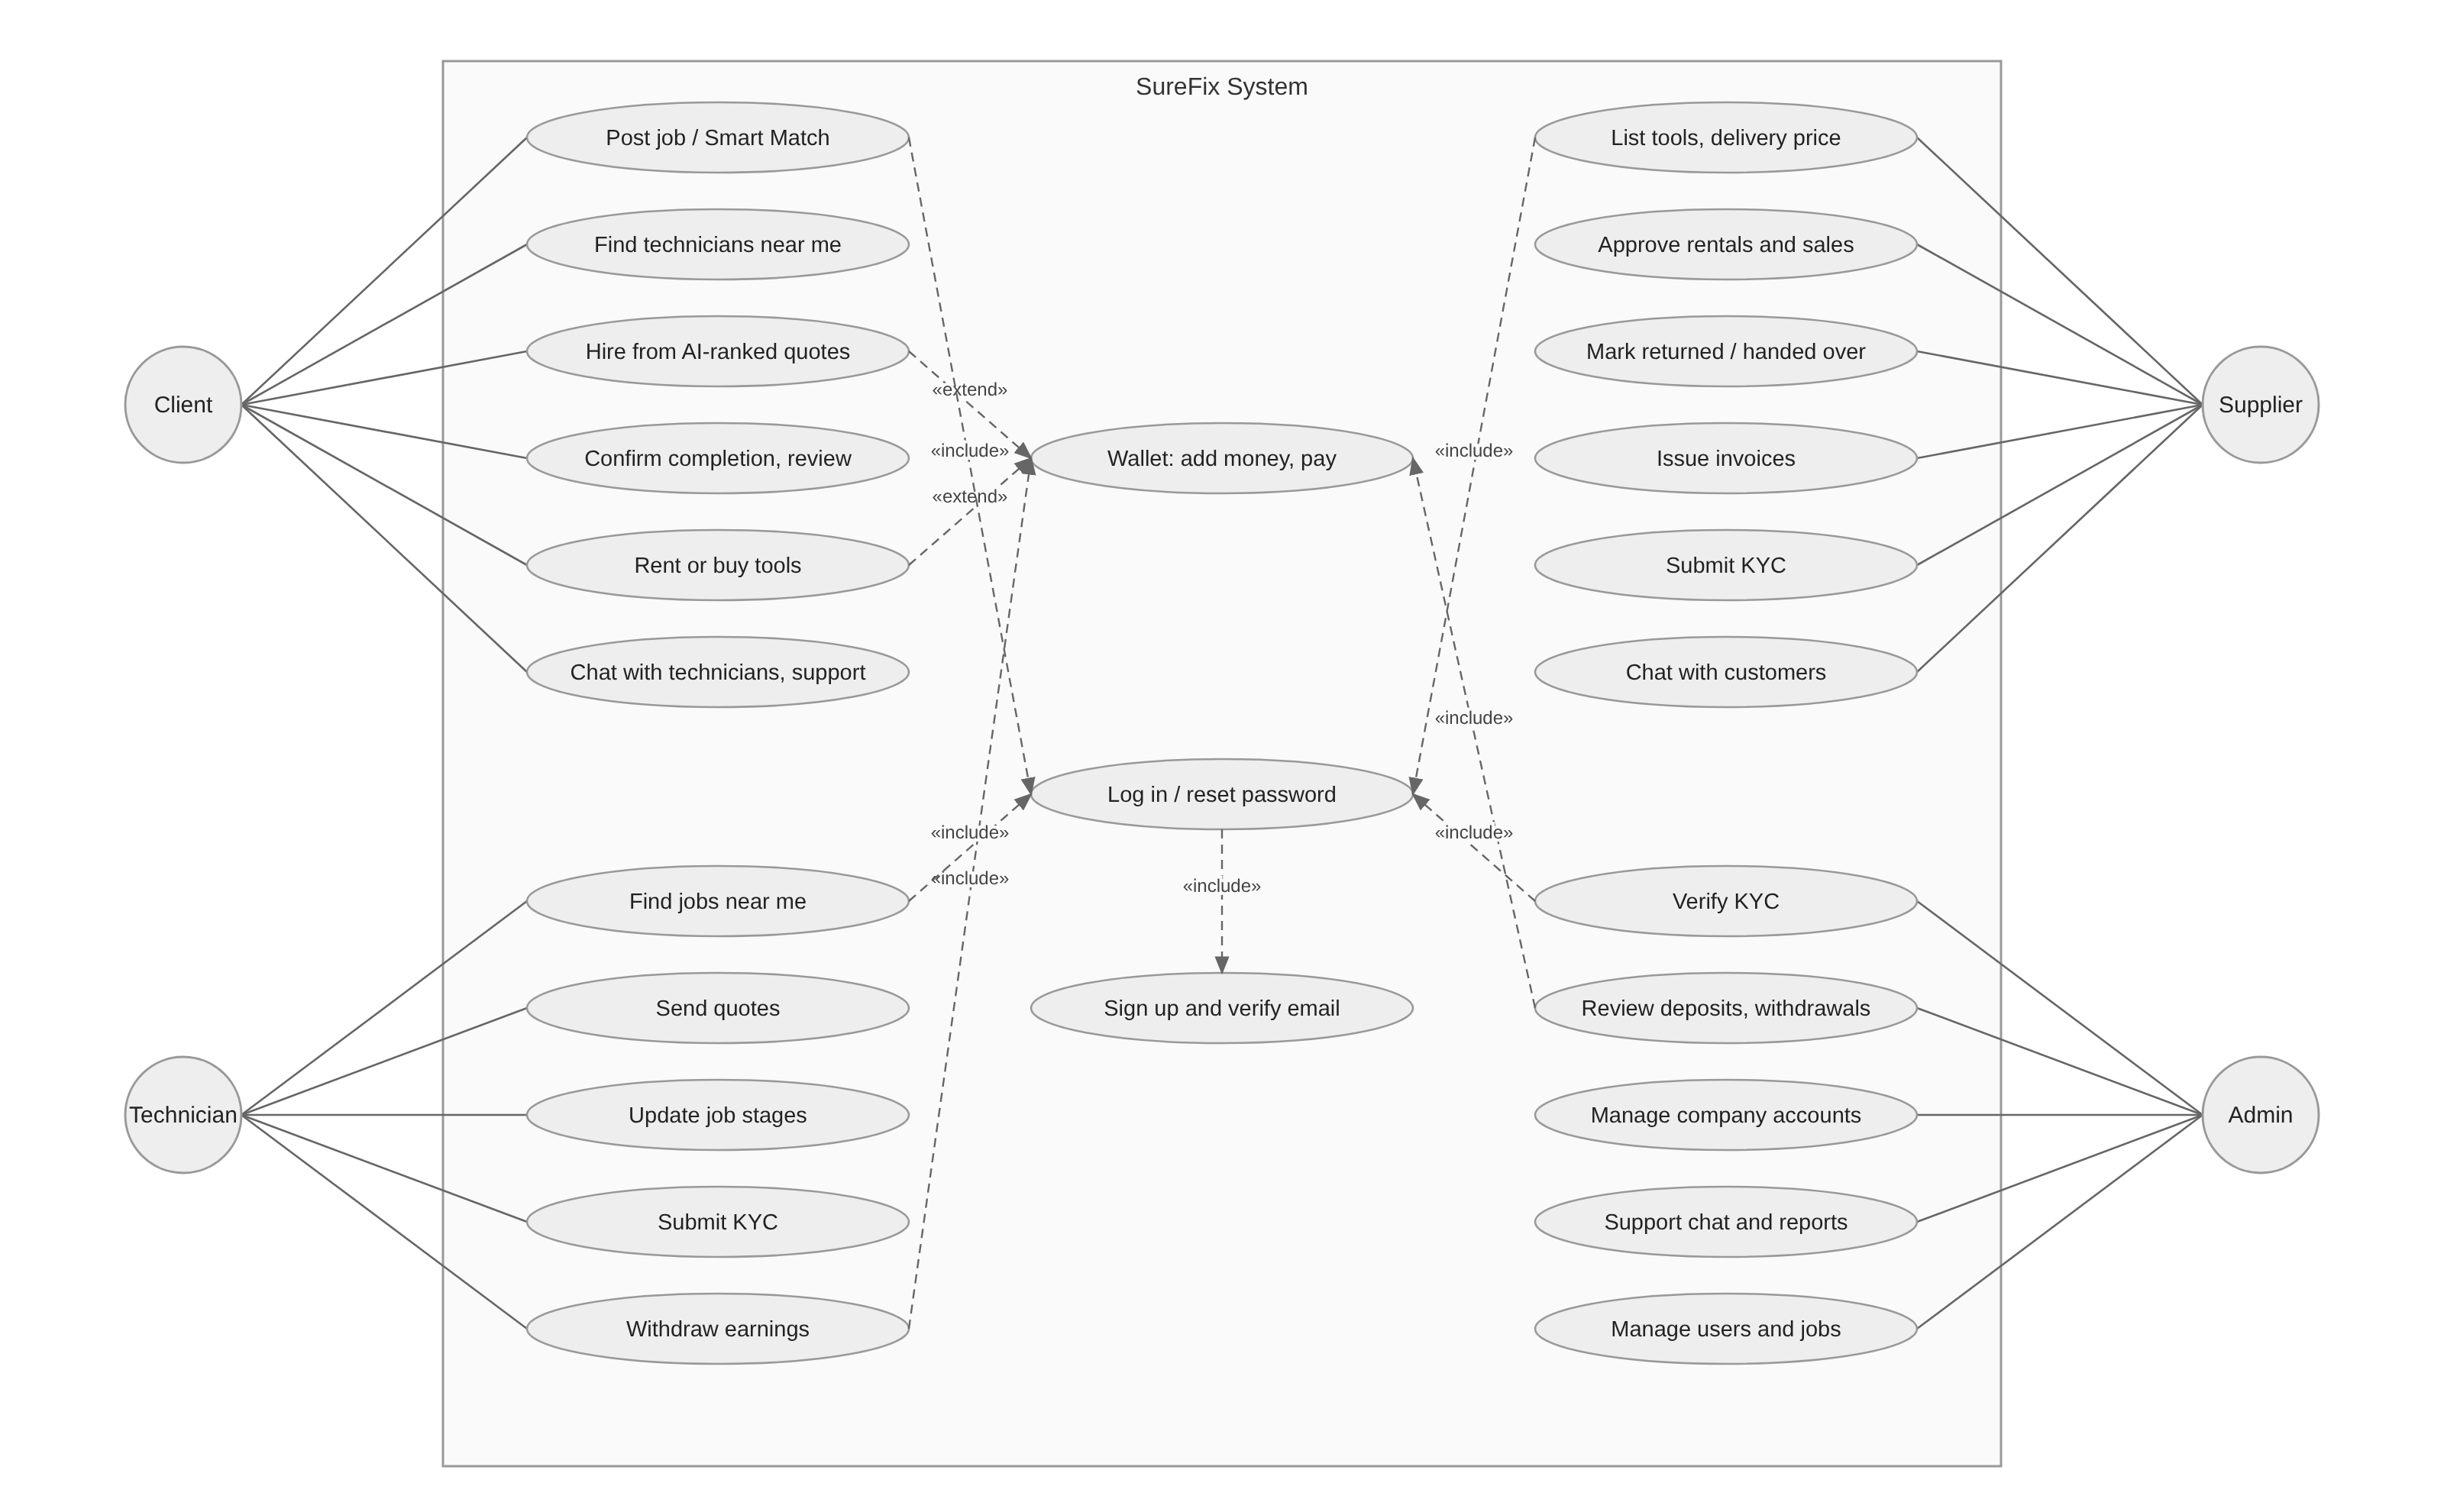 SureFix System
Post job / Smart Match
Find technicians near me
Hire from AI-ranked quotes
Confirm completion, review
Rent or buy tools
Chat with technicians, support
Client
«extend»
«include»
«extend»
Wallet: add money, pay
«include»
List tools, delivery price
Approve rentals and sales
Mark returned / handed over
Issue invoices
Submit KYC
Chat with customers
Supplier
«include»
Log in / reset password
«include»
«include»
«include»
«include»
Sign up and verify email
Find jobs near me
Send quotes
Update job stages
Submit KYC
Withdraw earnings
Technician
Verify KYC
Review deposits, withdrawals
Manage company accounts
Support chat and reports
Manage users and jobs
Admin